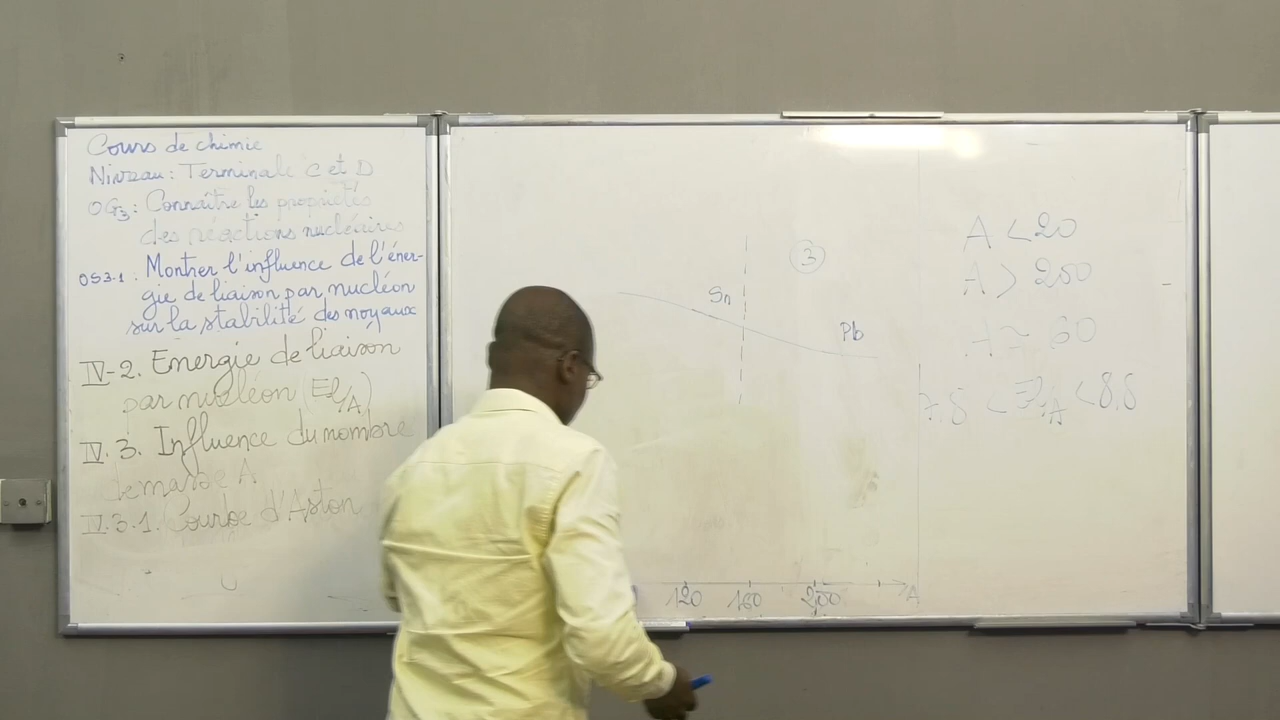 Cours de chimie
Niveau : Terminale C et D
OG3 : Connaître les propriétés
des réactions nucléaires
OS3.1. Montrer l'influence de l'éner-
gie de liaison par nucléon
sur la stabilité des noyaux
IV-2. Energie de liaison
par nucléon (El/A)
IV.3. Influence du nombre
de masse A
IV.3.1. Courbe d'Aston
3
Sn
Pb
120 160 200 A
A < 20
A > 200
A ≃ 60
7.8 < El/A < 8,8